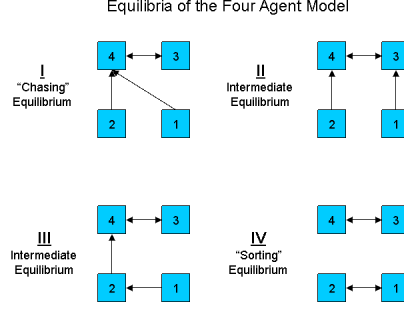 Equilibria of the Four Agent Model
4 3
I
"Chasing"
Equilibrium
2 1
4 3
II
Intermediate
Equilibrium
2 1
4 3
III
Intermediate
Equilibrium
2 1
4 3
IV
"Sorting"
Equilibrium
2 1